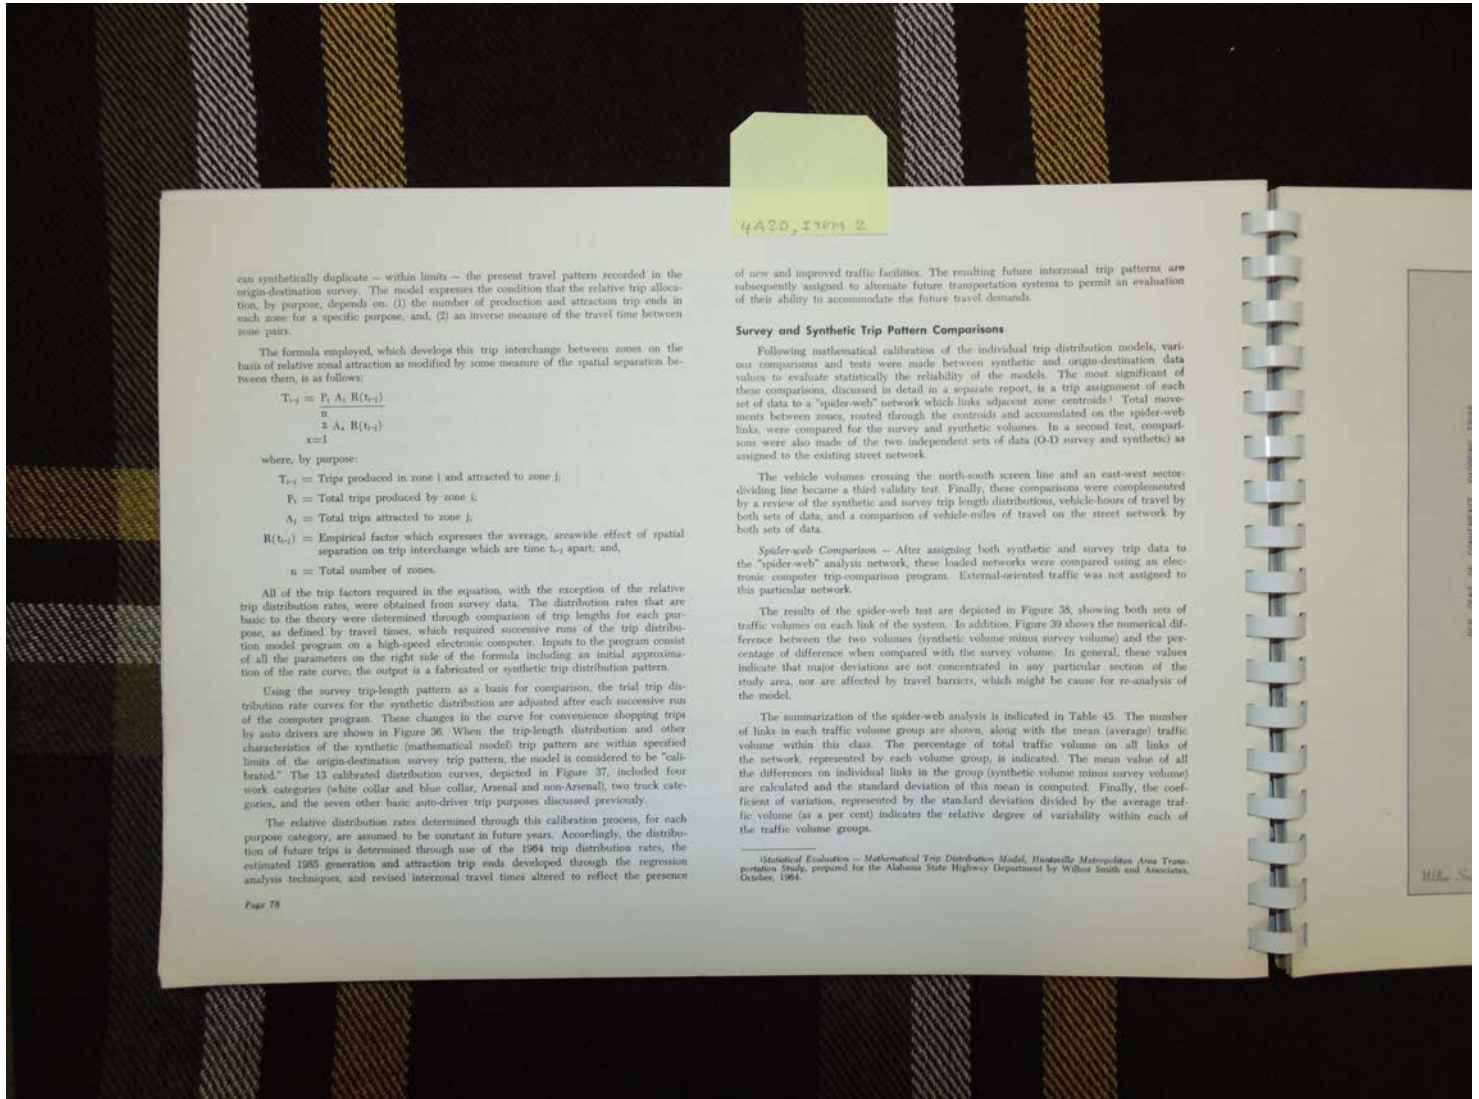 4A20, ITEM 2
can synthetically duplicate — within limits — the present travel pattern recorded in the
origin-destination survey. The model expresses the condition that the relative trip alloca-
tion, by purpose, depends on: (1) the number of production and attraction trip ends in
each zone for a specific purpose, and, (2) an inverse measure of the travel time between
zone pairs.
The formula employed, which develops this trip interchange between zones on the
basis of relative zonal attraction as modified by some measure of the spatial separation be-
tween them, is as follows:
Tᵢ₋ⱼ = Pᵢ Aⱼ R(tᵢ₋ⱼ)
n
Σ Aₓ R(tᵢ₋ⱼ)
x=1
where, by purpose:
Tᵢ₋ⱼ = Trips produced in zone i and attracted to zone j;
Pᵢ = Total trips produced by zone i;
Aⱼ = Total trips attracted to zone j;
R(tᵢ₋ⱼ) = Empirical factor which expresses the average, areawide effect of spatial
separation on trip interchange which are time tᵢ₋ⱼ apart; and,
n = Total number of zones.
All of the trip factors required in the equation, with the exception of the relative
trip distribution rates, were obtained from survey data. The distribution rates that are
basic to the theory were determined through comparison of trip lengths for each pur-
pose, as defined by travel times, which required successive runs of the trip distribu-
tion model program on a high-speed electronic computer. Inputs to the program consist
of all the parameters on the right side of the formula including an initial approxima-
tion of the rate curve; the output is a fabricated or synthetic trip distribution pattern.
Using the survey trip-length pattern as a basis for comparison, the trial trip dis-
tribution rate curves for the synthetic distribution are adjusted after each successive run
of the computer program. These changes in the curve for convenience shopping trips
by auto drivers are shown in Figure 36. When the trip-length distribution and other
characteristics of the synthetic (mathematical model) trip pattern are within specified
limits of the origin-destination survey trip pattern, the model is considered to be "cali-
brated." The 13 calibrated distribution curves, depicted in Figure 37, included four
work categories (white collar and blue collar, Arsenal and non-Arsenal), two truck cate-
gories, and the seven other basic auto-driver trip purposes discussed previously.
The relative distribution rates determined through this calibration process, for each
purpose category, are assumed to be constant in future years. Accordingly, the distribu-
tion of future trips is determined through use of the 1964 trip distribution rates, the
estimated 1985 generation and attraction trip ends developed through the regression
analysis techniques, and revised interzonal travel times altered to reflect the presence
Page 78
of new and improved traffic facilities. The resulting future interzonal trip patterns are
subsequently assigned to alternate future transportation systems to permit an evaluation
of their ability to accommodate the future travel demands.
Survey and Synthetic Trip Pattern Comparisons
Following mathematical calibration of the individual trip distribution models, vari-
ous comparisons and tests were made between synthetic and origin-destination data
values to evaluate statistically the reliability of the models. The most significant of
these comparisons, discussed in detail in a separate report, is a trip assignment of each
set of data to a "spider-web" network which links adjacent zone centroids.¹ Total move-
ments between zones, routed through the centroids and accumulated on the spider-web
links, were compared for the survey and synthetic volumes. In a second test, compari-
sons were also made of the two independent sets of data (O-D survey and synthetic) as
assigned to the existing street network.
The vehicle volumes crossing the north-south screen line and an east-west sector-
dividing line became a third validity test. Finally, these comparisons were complemented
by a review of the synthetic and survey trip length distributions, vehicle-hours of travel by
both sets of data, and a comparison of vehicle-miles of travel on the street network by
both sets of data.
Spider-web Comparison — After assigning both synthetic and survey trip data to
the "spider-web" analysis network, these loaded networks were compared using an elec-
tronic computer trip-comparison program. External-oriented traffic was not assigned to
this particular network.
The results of the spider-web test are depicted in Figure 38, showing both sets of
traffic volumes on each link of the system. In addition, Figure 39 shows the numerical dif-
ference between the two volumes (synthetic volume minus survey volume) and the per-
centage of difference when compared with the survey volume. In general, these values
indicate that major deviations are not concentrated in any particular section of the
study area, nor are affected by travel barriers, which might be cause for re-analysis of
the model.
The summarization of the spider-web analysis is indicated in Table 45. The number
of links in each traffic volume group are shown, along with the mean (average) traffic
volume within this class. The percentage of total traffic volume on all links of
the network, represented by each volume group, is indicated. The mean value of all
the differences on individual links in the group (synthetic volume minus survey volume)
are calculated and the standard deviation of this mean is computed. Finally, the coef-
ficient of variation, represented by the standard deviation divided by the average traf-
fic volume (as a per cent) indicates the relative degree of variability within each of
the traffic volume groups.
¹Statistical Evaluation — Mathematical Trip Distribution Model, Huntsville Metropolitan Area Trans-
portation Study, prepared for the Alabama State Highway Department by Wilbur Smith and Associates,
October, 1964.